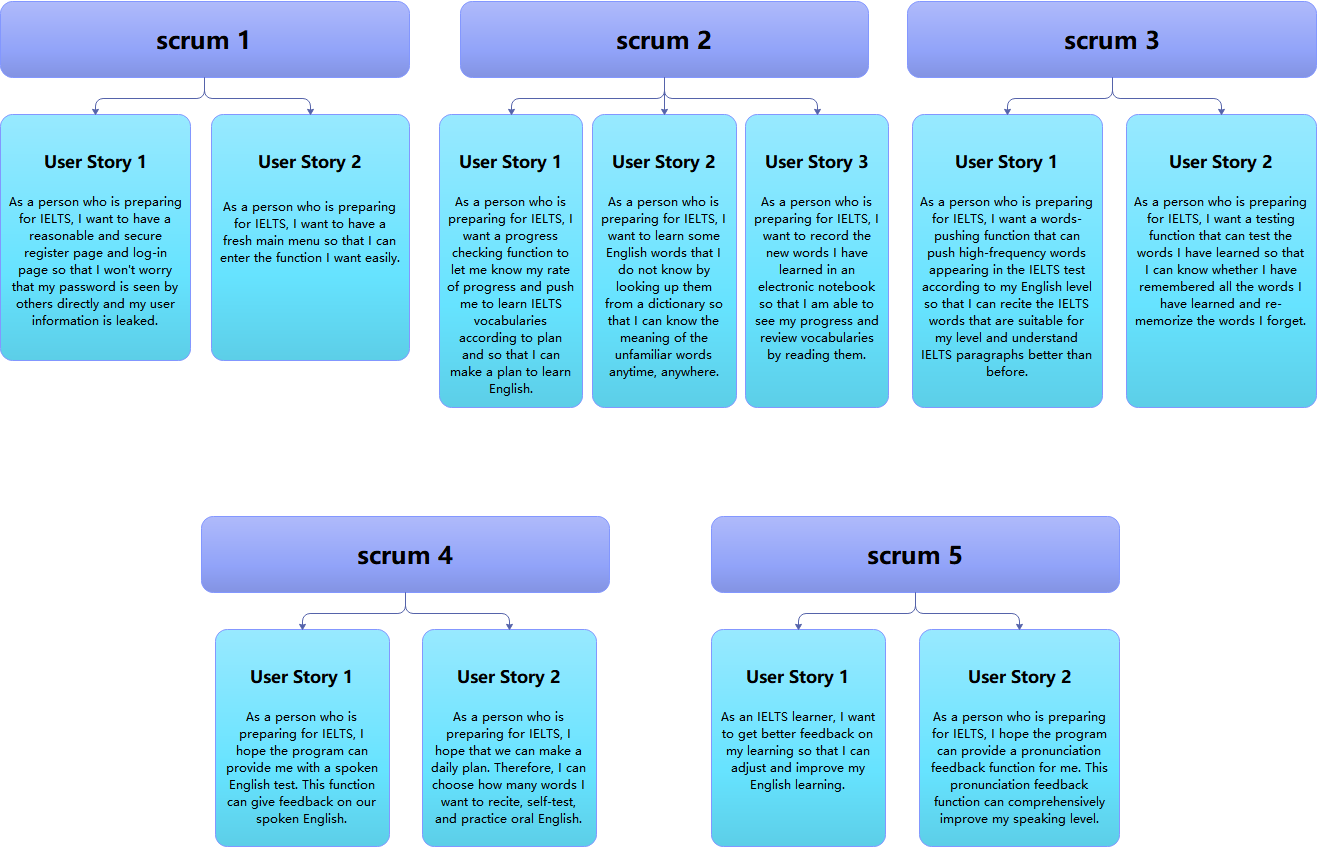 scrum 1
User Story 1
As a person who is preparing
for IELTS, I want to have a
reasonable and secure
register page and log-in
page so that I won't worry
that my password is seen by
others directly and my user
information is leaked.
User Story 2
As a person who is preparing
for IELTS, I want to have a
fresh main menu so that I can
enter the function I want easily.
scrum 2
User Story 1
As a person who is
preparing for IELTS, I
want a progress
checking function to
let me know my rate
of progress and push
me to learn IELTS
vocabularies
according to plan
and so that I can
make a plan to learn
English.
User Story 2
As a person who is
preparing for IELTS, I
want to learn some
English words that I
do not know by
looking up them
from a dictionary so
that I can know the
meaning of the
unfamiliar words
anytime, anywhere.
User Story 3
As a person who is
preparing for IELTS, I
want to record the
new words I have
learned in an
electronic notebook
so that I am able to
see my progress and
review vocabularies
by reading them.
scrum 3
User Story 1
As a person who is preparing
for IELTS, I want a words-
pushing function that can
push high-frequency words
appearing in the IELTS test
according to my English level
so that I can recite the IELTS
words that are suitable for
my level and understand
IELTS paragraphs better than
before.
User Story 2
As a person who is preparing
for IELTS, I want a testing
function that can test the
words I have learned so that
I can know whether I have
remembered all the words I
have learned and re-
memorize the words I forget.
scrum 4
User Story 1
As a person who is
preparing for IELTS, I
hope the program can
provide me with a spoken
English test. This function
can give feedback on our
spoken English.
User Story 2
As a person who is
preparing for IELTS, I
hope that we can make a
daily plan. Therefore, I can
choose how many words I
want to recite, self-test,
and practice oral English.
scrum 5
User Story 1
As an IELTS learner, I want
to get better feedback on
my learning so that I can
adjust and improve my
English learning.
User Story 2
As a person who is preparing
for IELTS, I hope the program
can provide a pronunciation
feedback function for me. This
pronunciation feedback
function can comprehensively
improve my speaking level.